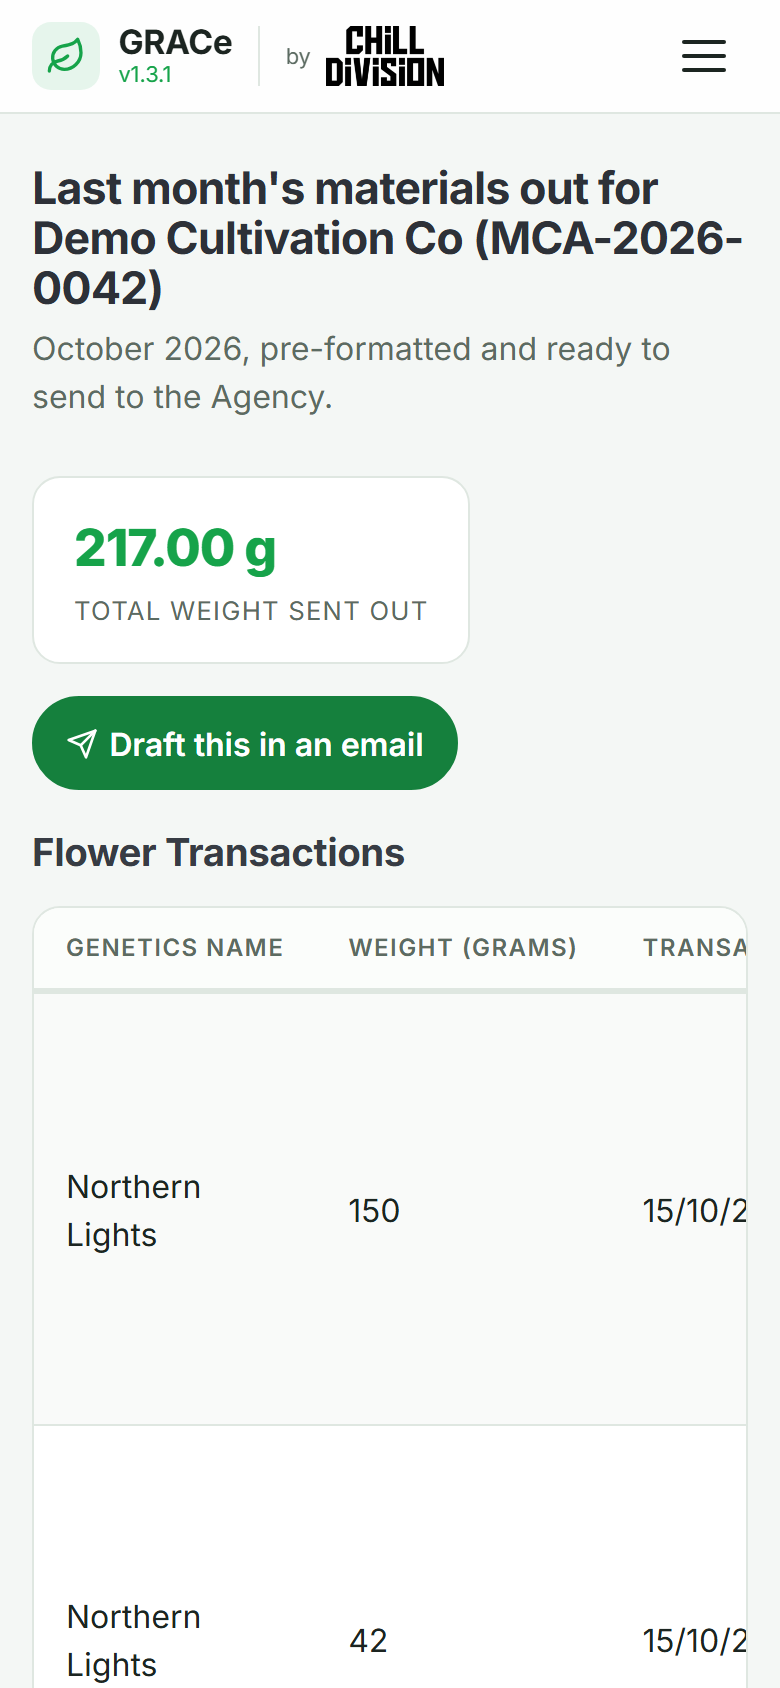 GRACe
v1.3.1
by
CHiLL
DiViSiON
Last month's materials out for
Demo Cultivation Co (MCA-2026-
0042)
October 2026, pre-formatted and ready to
send to the Agency.
217.00 g
TOTAL WEIGHT SENT OUT
Draft this in an email
Flower Transactions
GENETICS NAME WEIGHT (GRAMS) TRANSA
Northern
Lights
150
15/10/2
Northern
Lights
42
15/10/2